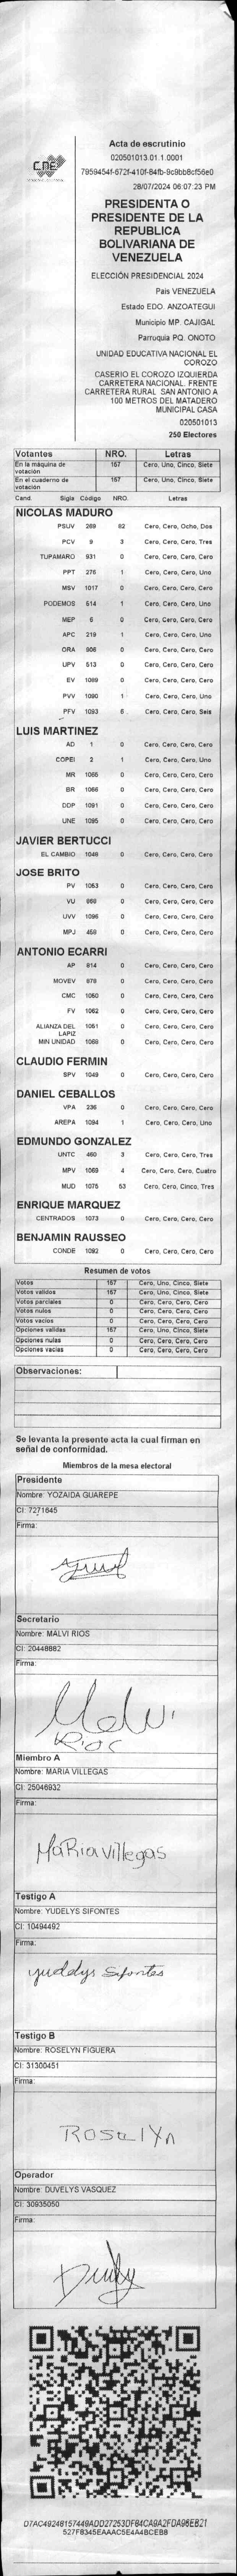 CNE
Acta de escrutinio
020501013.01.1.0001
7959454f-672f-410f-84fb-9c9bb8cf56e0
28/07/2024 06:07:23 PM
PRESIDENTA O
PRESIDENTE DE LA
REPUBLICA
BOLIVARIANA DE
VENEZUELA
ELECCIÓN PRESIDENCIAL 2024
Pais VENEZUELA
Estado EDO. ANZOATEGUI
Municipio MP. CAJIGAL
Parroquia PQ. ONOTO
UNIDAD EDUCATIVA NACIONAL EL
COROZO
CASERIO EL COROZO IZQUIERDA
CARRETERA NACIONAL. FRENTE
CARRETERA RURAL SAN ANTONIO A
100 METROS DEL MATADERO
MUNICIPAL CASA
020501013
250 Electores
Votantes NRO. Letras
En la máquina de votación 157 Cero, Uno, Cinco, Siete
En el cuaderno de votación 157 Cero, Uno, Cinco, Siete
Cand. Sigla Código NRO. Letras
NICOLAS MADURO
PSUV 269 82 Cero, Cero, Ocho, Dos
PCV 9 3 Cero, Cero, Cero, Tres
TUPAMARO 931 0 Cero, Cero, Cero, Cero
PPT 276 1 Cero, Cero, Cero, Uno
MSV 1017 0 Cero, Cero, Cero, Cero
PODEMOS 514 1 Cero, Cero, Cero, Uno
MEP 6 0 Cero, Cero, Cero, Cero
APC 219 1 Cero, Cero, Cero, Uno
ORA 906 0 Cero, Cero, Cero, Cero
UPV 513 0 Cero, Cero, Cero, Cero
EV 1089 0 Cero, Cero, Cero, Cero
PVV 1090 1 Cero, Cero, Cero, Uno
PFV 1093 6 Cero, Cero, Cero, Seis
LUIS MARTINEZ
AD 1 0 Cero, Cero, Cero, Cero
COPEI 2 1 Cero, Cero, Cero, Uno
MR 1065 0 Cero, Cero, Cero, Cero
BR 1066 0 Cero, Cero, Cero, Cero
DDP 1091 0 Cero, Cero, Cero, Cero
UNE 1095 0 Cero, Cero, Cero, Cero
JAVIER BERTUCCI
EL CAMBIO 1046 0 Cero, Cero, Cero, Cero
JOSE BRITO
PV 1053 0 Cero, Cero, Cero, Cero
VU 868 0 Cero, Cero, Cero, Cero
UVV 1096 0 Cero, Cero, Cero, Cero
MPJ 458 0 Cero, Cero, Cero, Cero
ANTONIO ECARRI
AP 814 0 Cero, Cero, Cero, Cero
MOVEV 879 0 Cero, Cero, Cero, Cero
CMC 1050 0 Cero, Cero, Cero, Cero
FV 1062 0 Cero, Cero, Cero, Cero
ALIANZA DEL LAPIZ 1051 0 Cero, Cero, Cero, Cero
MIN UNIDAD 1068 0 Cero, Cero, Cero, Cero
CLAUDIO FERMIN
SPV 1049 0 Cero, Cero, Cero, Cero
DANIEL CEBALLOS
VPA 236 0 Cero, Cero, Cero, Cero
AREPA 1094 1 Cero, Cero, Cero, Uno
EDMUNDO GONZALEZ
UNTC 460 3 Cero, Cero, Cero, Tres
MPV 1069 4 Cero, Cero, Cero, Cuatro
MUD 1075 53 Cero, Cero, Cinco, Tres
ENRIQUE MARQUEZ
CENTRADOS 1073 0 Cero, Cero, Cero, Cero
BENJAMIN RAUSSEO
CONDE 1092 0 Cero, Cero, Cero, Cero
Resumen de votos
Votos 157 Cero, Uno, Cinco, Siete
Votos validos 157 Cero, Uno, Cinco, Siete
Votos parciales 0 Cero, Cero, Cero, Cero
Votos nulos 0 Cero, Cero, Cero, Cero
Votos vacios 0 Cero, Cero, Cero, Cero
Opciones validas 157 Cero, Uno, Cinco, Siete
Opciones nulas 0 Cero, Cero, Cero, Cero
Opciones vacias 0 Cero, Cero, Cero, Cero
Observaciones:
Se levanta la presente acta la cual firman en
señal de conformidad.
Miembros de la mesa electoral
Presidente
Nombre: YOZAIDA GUAREPE
CI: 7271645
Firma:
Secretario
Nombre: MALVI RIOS
CI: 20448882
Firma:
Malvi
Rios
Miembro A
Nombre: MARIA VILLEGAS
CI: 25046932
Firma:
MaRia villegas
Testigo A
Nombre: YUDELYS SIFONTES
CI: 10494492
Firma:
yudelys Sifontes
Testigo B
Nombre: ROSELYN FIGUERA
CI: 31300451
Firma:
RoselYn
Operador
Nombre: DUVELYS VASQUEZ
CI: 30935050
Firma:
D7AC49246157449ADD27253DF84CA9A2FDA96EB21
527F8345EAAAC5E4A4BCEB8